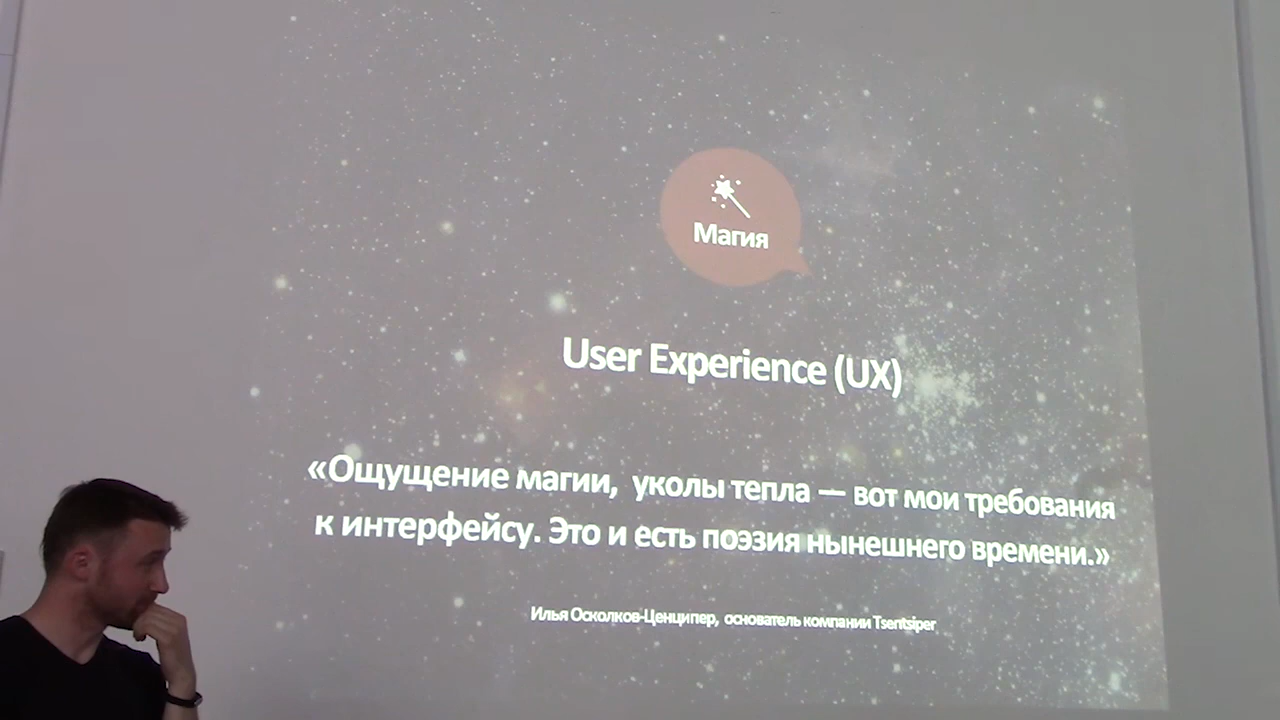 Магия
User Experience (UX)
«Ощущение магии, уколы тепла — вот мои требования
к интерфейсу. Это и есть поэзия нынешнего времени.»
Илья Осколков-Ценципер, основатель компании Tsentsiper